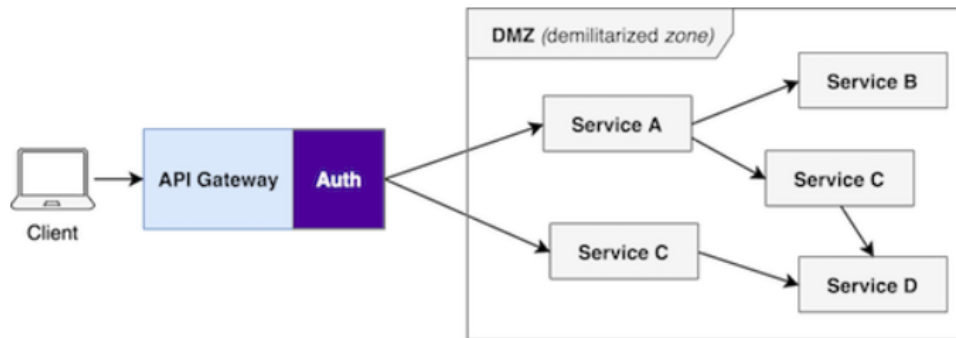 DMZ (demilitarized zone)
Service B
Service A
API Gateway
Auth
Service C
Client
Service C
Service D